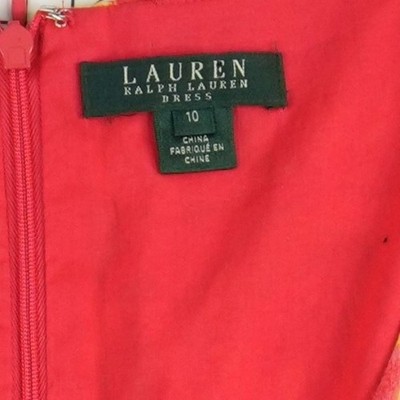 LAUREN
RALPH LAUREN
DRESS
10
CHINA
FABRIQUÉ EN
CHINE